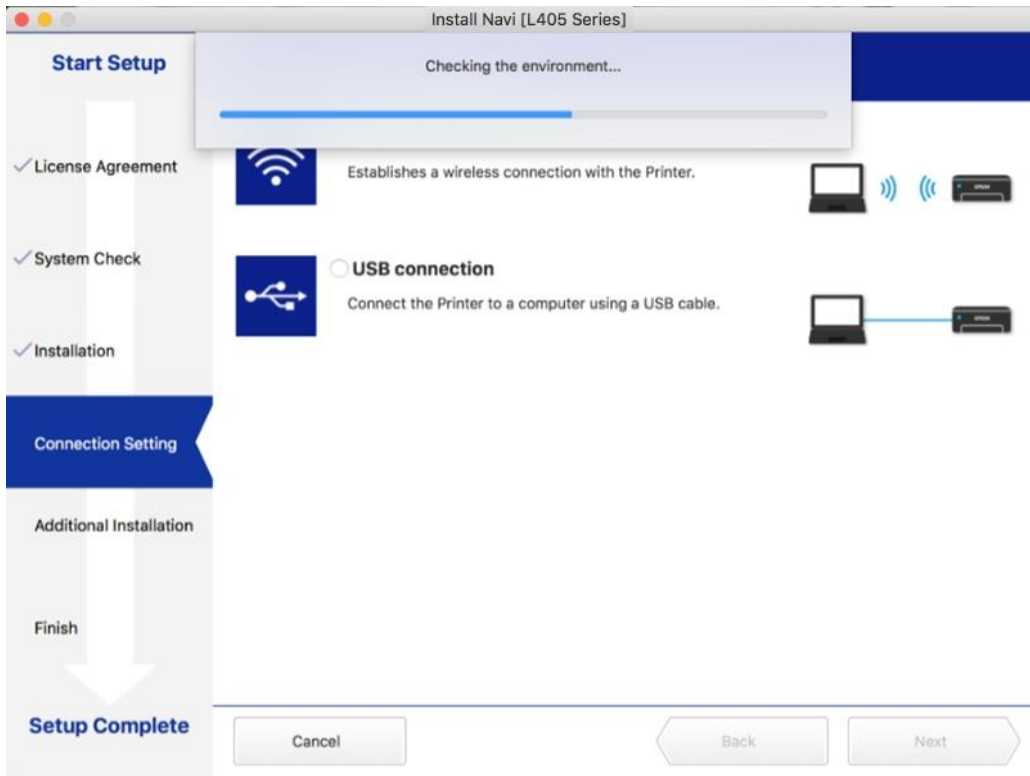 Install Navi [L405 Series]
Start Setup
Checking the environment...
License Agreement
System Check
Installation
Connection Setting
Additional Installation
Finish
Setup Complete
Establishes a wireless connection with the Printer.
USB connection
Connect the Printer to a computer using a USB cable.
EPSON
EPSON
Cancel
Back
Next